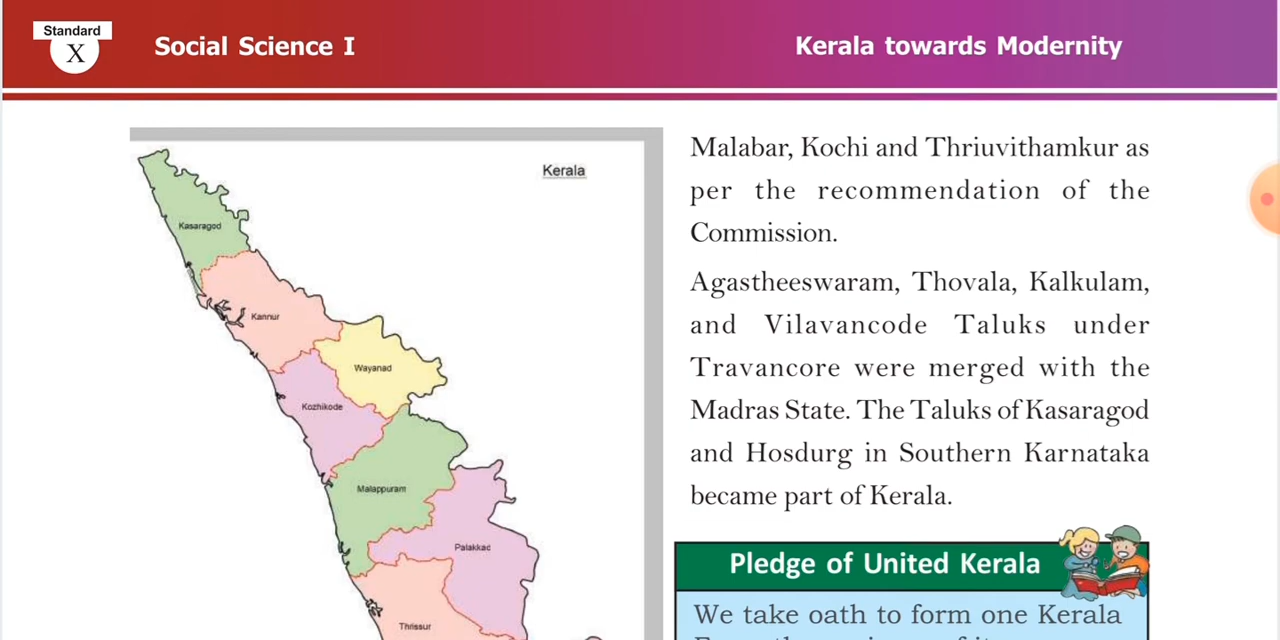 Standard
X
Social Science I
Kerala towards Modernity
Kerala
Kasaragod
Kannur
Wayanad
Kozhikode
Malappuram
Palakkad
Thrissur
Malabar, Kochi and Thriuvithamkur as
per the recommendation of the
Commission.
Agastheeswaram, Thovala, Kalkulam,
and Vilavancode Taluks under
Travancore were merged with the
Madras State. The Taluks of Kasaragod
and Hosdurg in Southern Karnataka
became part of Kerala.
Pledge of United Kerala
We take oath to form one Kerala